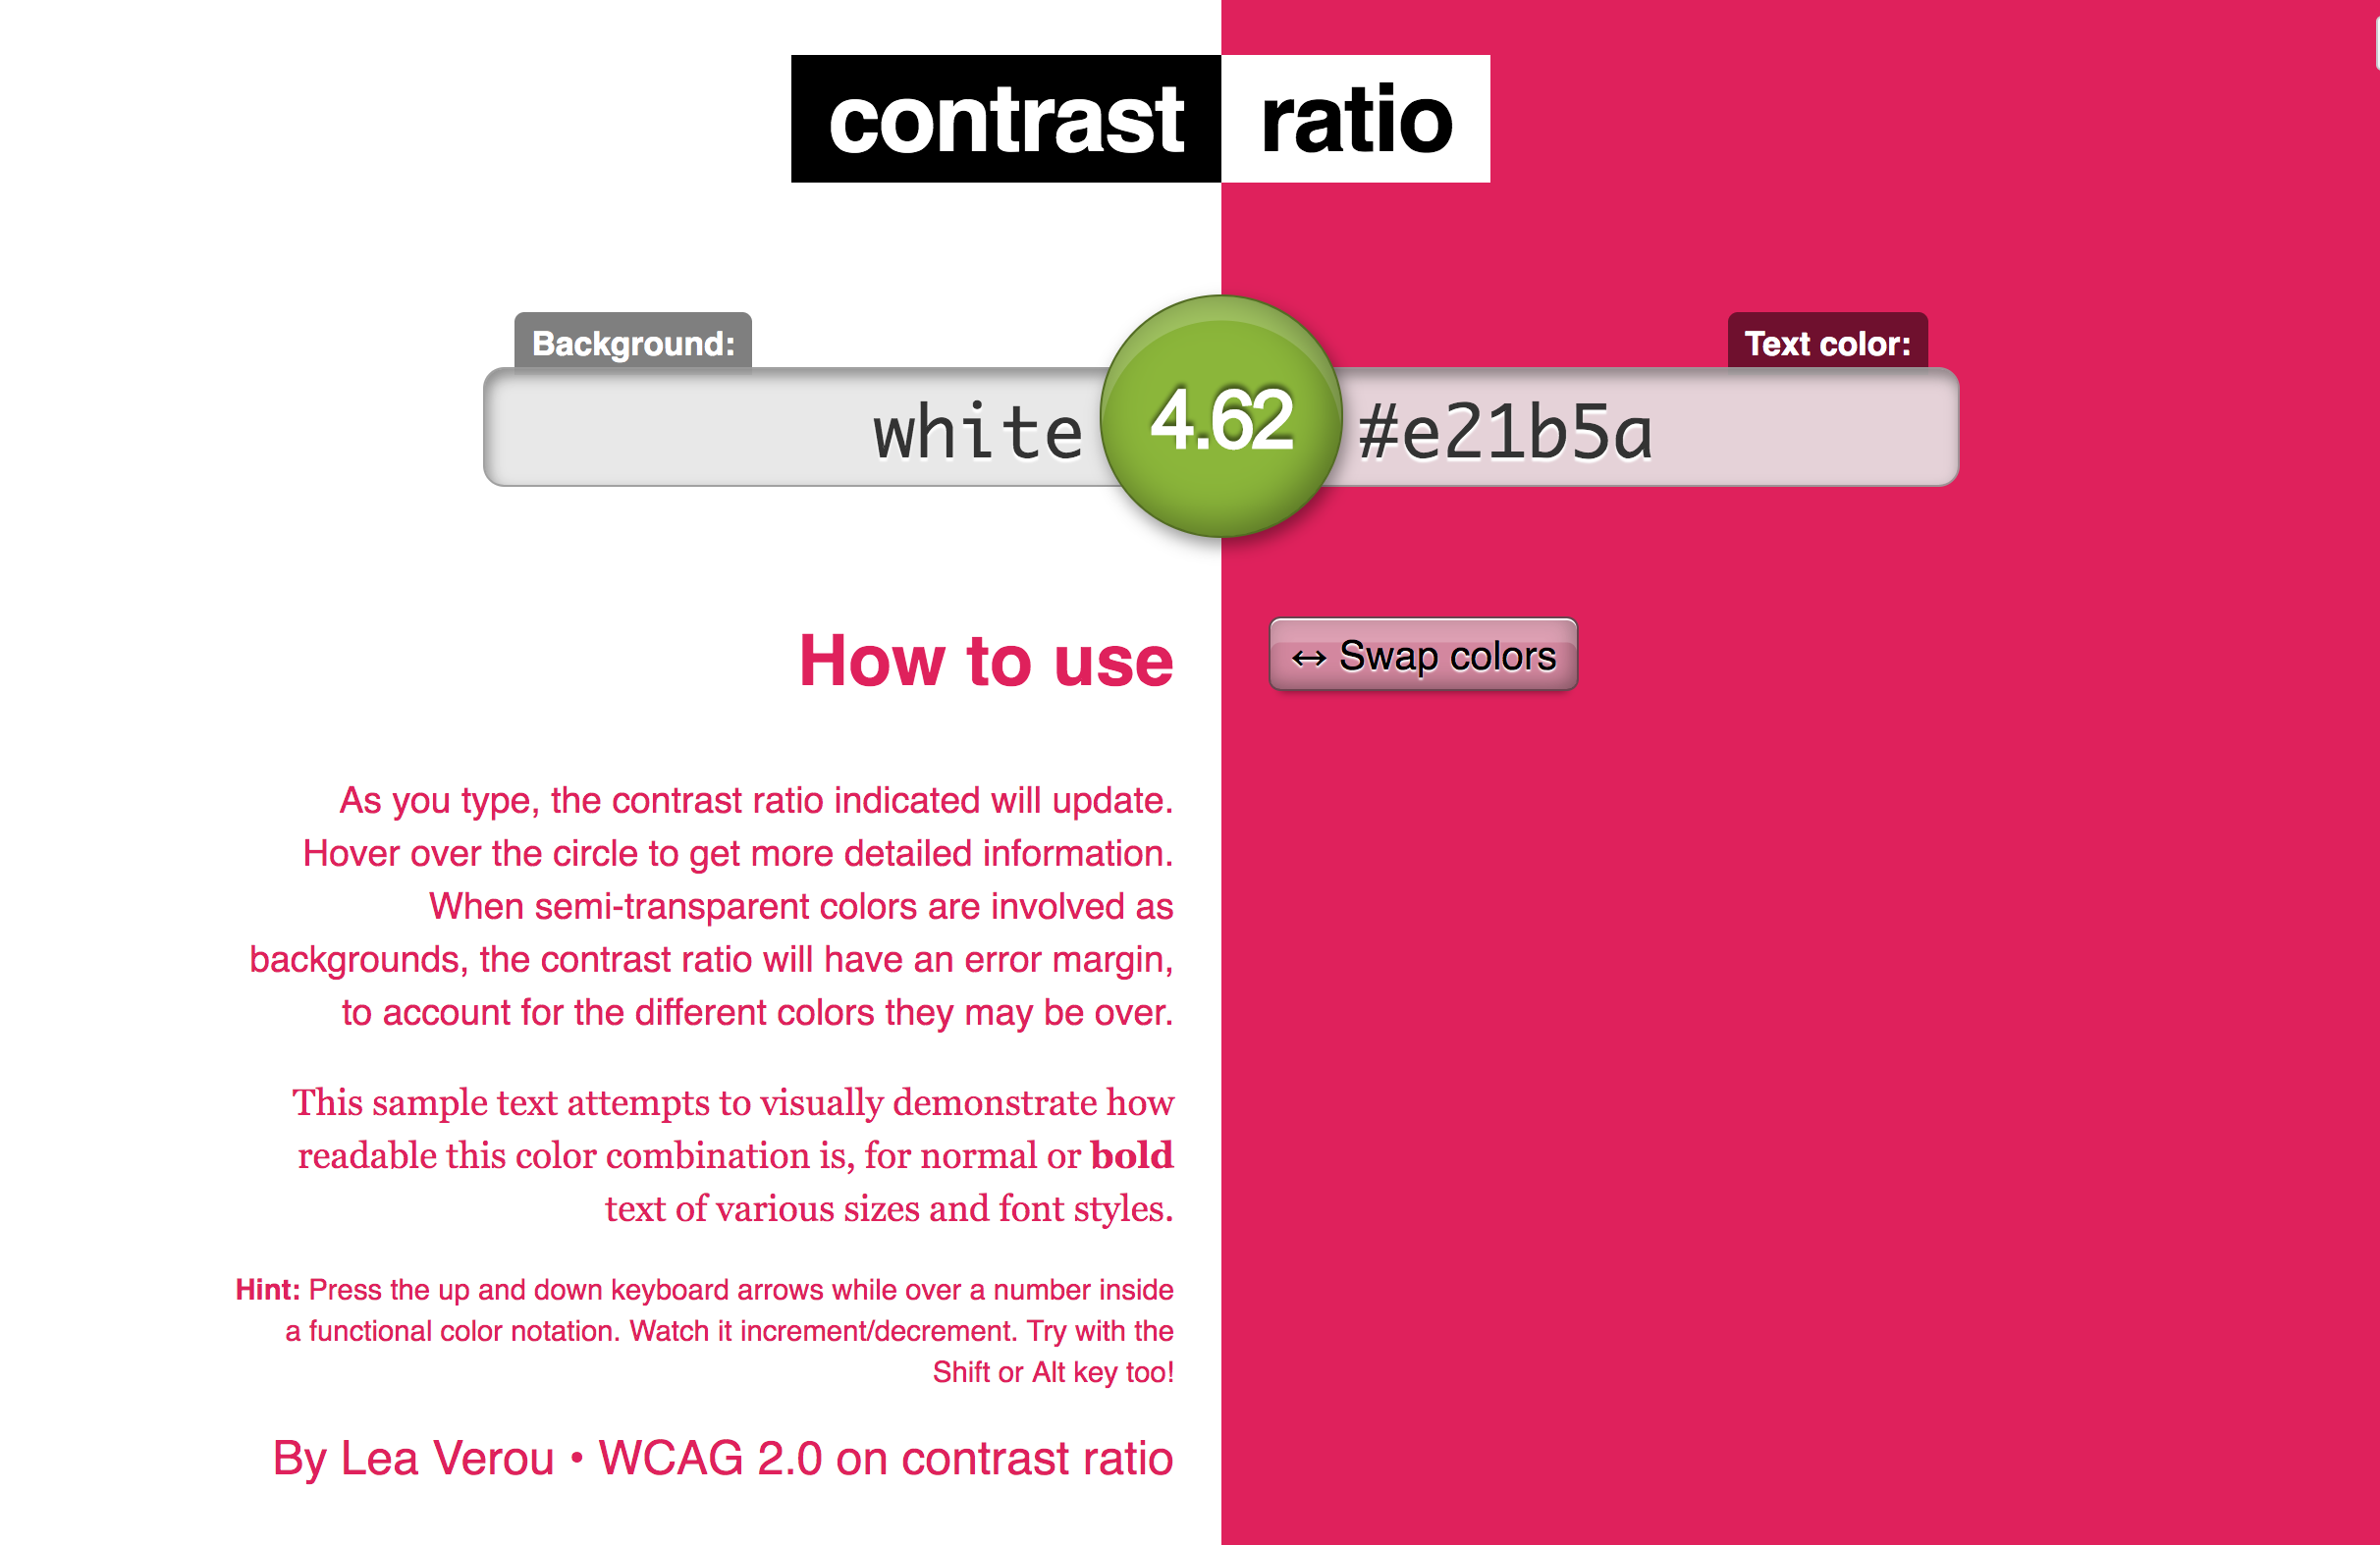 contrast ratio
Background:
Text color:
white 4.62 #e21b5a
How to use
↔ Swap colors
As you type, the contrast ratio indicated will update.
Hover over the circle to get more detailed information.
When semi-transparent colors are involved as
backgrounds, the contrast ratio will have an error margin,
to account for the different colors they may be over.
This sample text attempts to visually demonstrate how
readable this color combination is, for normal or bold
text of various sizes and font styles.
Hint: Press the up and down keyboard arrows while over a number inside
a functional color notation. Watch it increment/decrement. Try with the
Shift or Alt key too!
By Lea Verou • WCAG 2.0 on contrast ratio